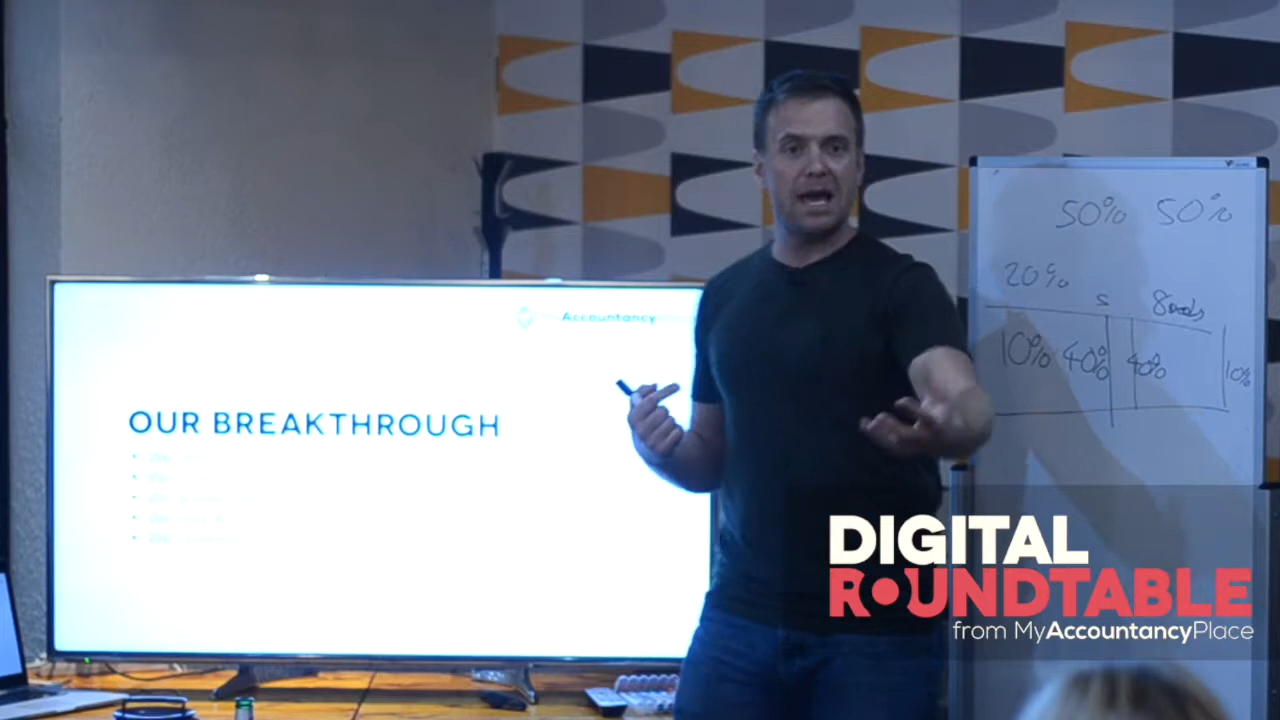 Accountancy
OUR BREAKTHROUGH
50% 50%
20%
10% 40% 40% 10%
DIGITAL
ROUNDTABLE
from MyAccountancyPlace